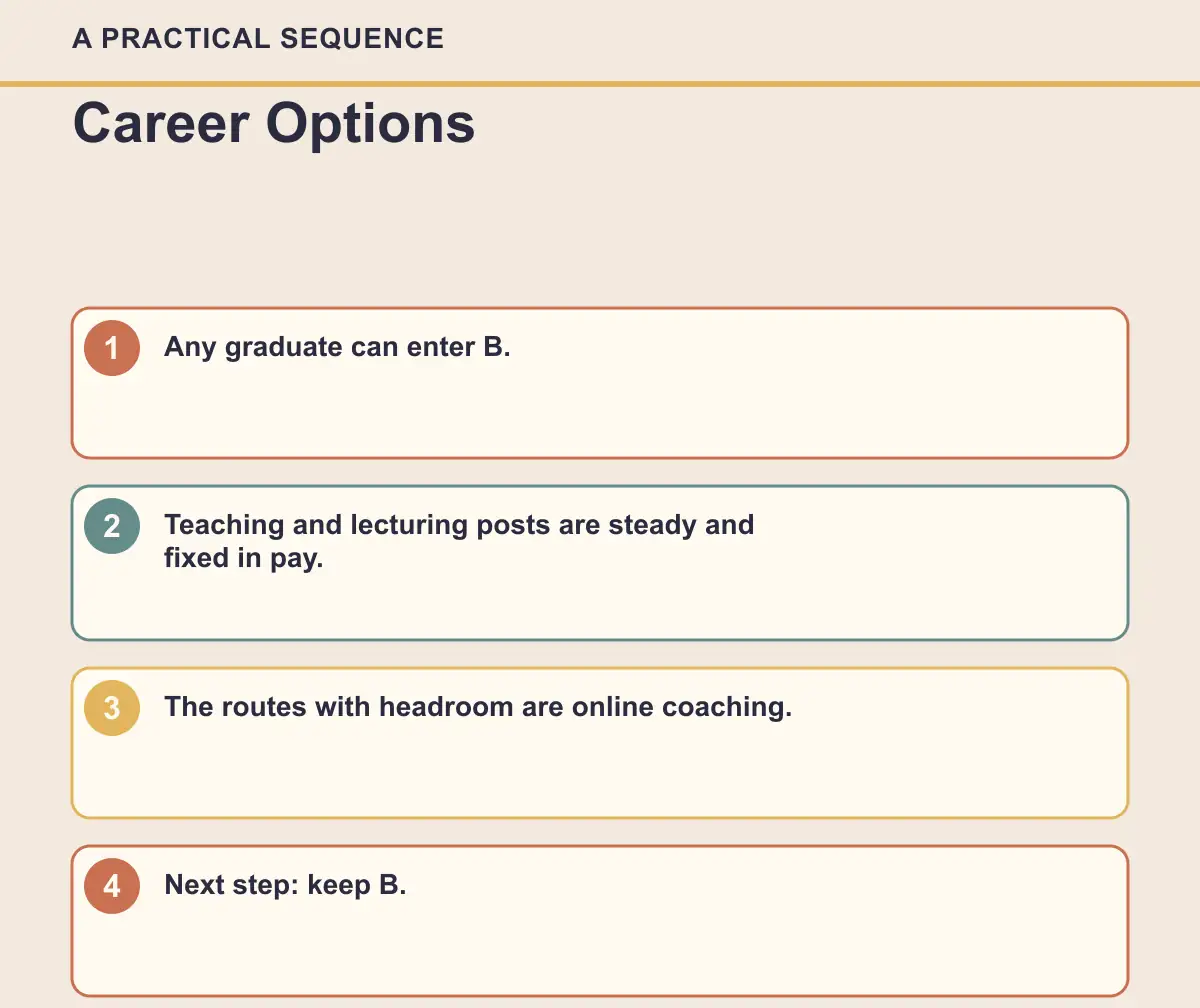 A PRACTICAL SEQUENCE
Career Options
1
Any graduate can enter B.
2
Teaching and lecturing posts are steady and
fixed in pay.
3
The routes with headroom are online coaching.
4
Next step: keep B.